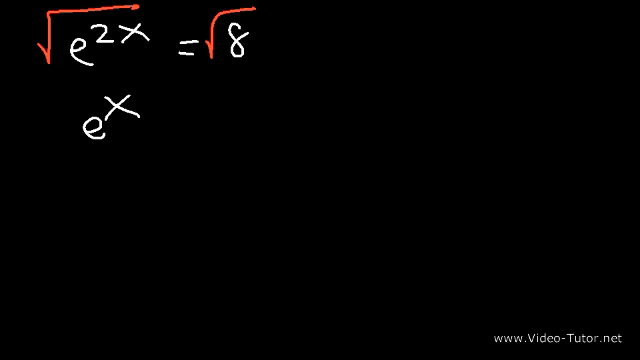 √e^2x = √8
e^x
www.Video-Tutor.net